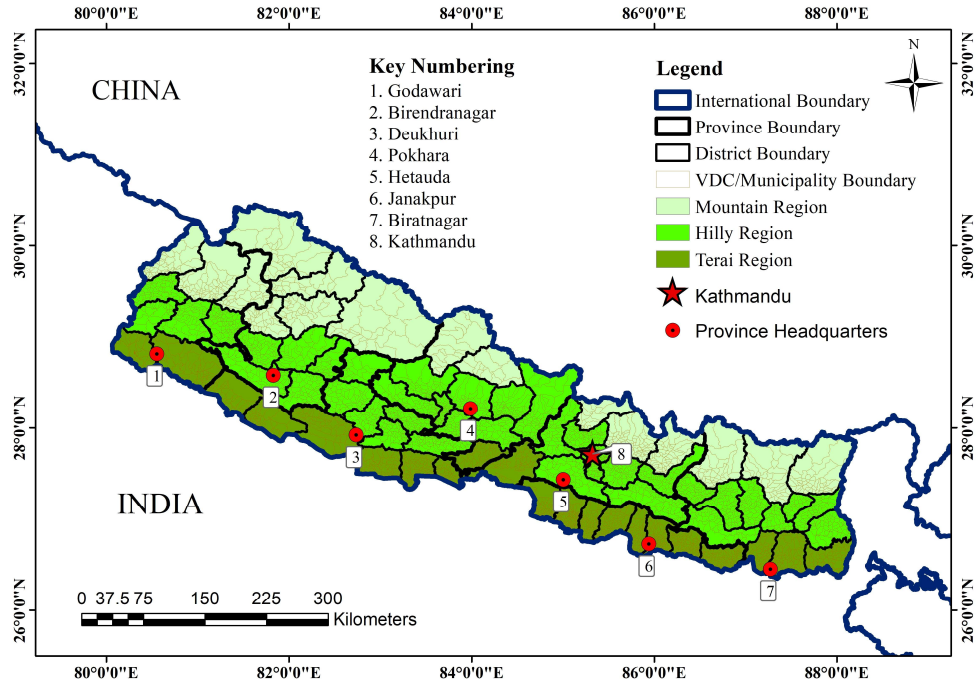 80°0'0"E 82°0'0"E 84°0'0"E 86°0'0"E 88°0'0"E
32°0'0"N
30°0'0"N
28°0'0"N
26°0'0"N
CHINA
INDIA
Key Numbering
1. Godawari
2. Birendranagar
3. Deukhuri
4. Pokhara
5. Hetauda
6. Janakpur
7. Biratnagar
8. Kathmandu
Legend
International Boundary
Province Boundary
District Boundary
VDC/Municipality Boundary
Mountain Region
Hilly Region
Terai Region
Kathmandu
Province Headquarters
N
1
2
3
4
5
6
7
8
0 37.5 75 150 225 300
Kilometers
32°0'0"N
30°0'0"N
28°0'0"N
26°0'0"N
80°0'0"E 82°0'0"E 84°0'0"E 86°0'0"E 88°0'0"E